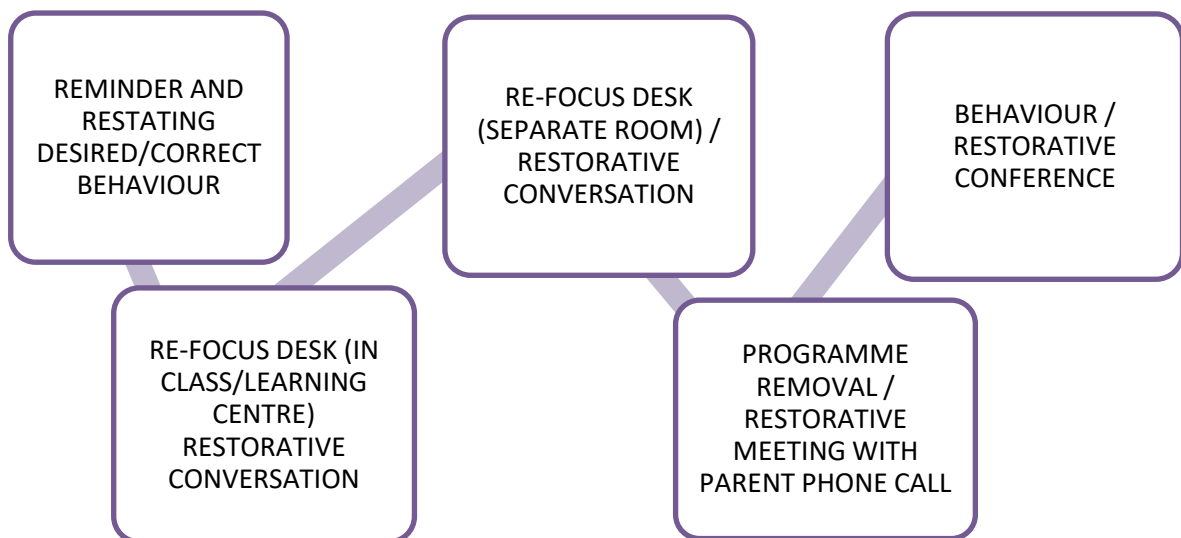 REMINDER AND
RESTATING
DESIRED/CORRECT
BEHAVIOUR
RE-FOCUS DESK (IN
CLASS/LEARNING
CENTRE)
RESTORATIVE
CONVERSATION
RE-FOCUS DESK
(SEPARATE ROOM) /
RESTORATIVE
CONVERSATION
PROGRAMME
REMOVAL /
RESTORATIVE
MEETING WITH
PARENT PHONE CALL
BEHAVIOUR /
RESTORATIVE
CONFERENCE